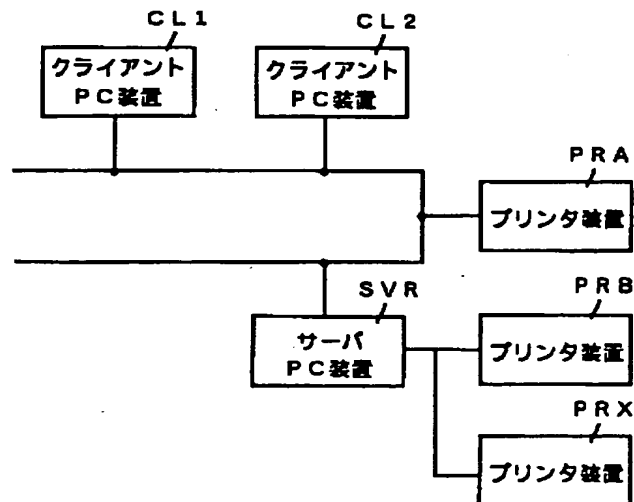 CL1
CL2
クライアント
PC装置
クライアント
PC装置
PRA
プリンタ装置
SVR
サーバ
PC装置
PRB
プリンタ装置
PRX
プリンタ装置